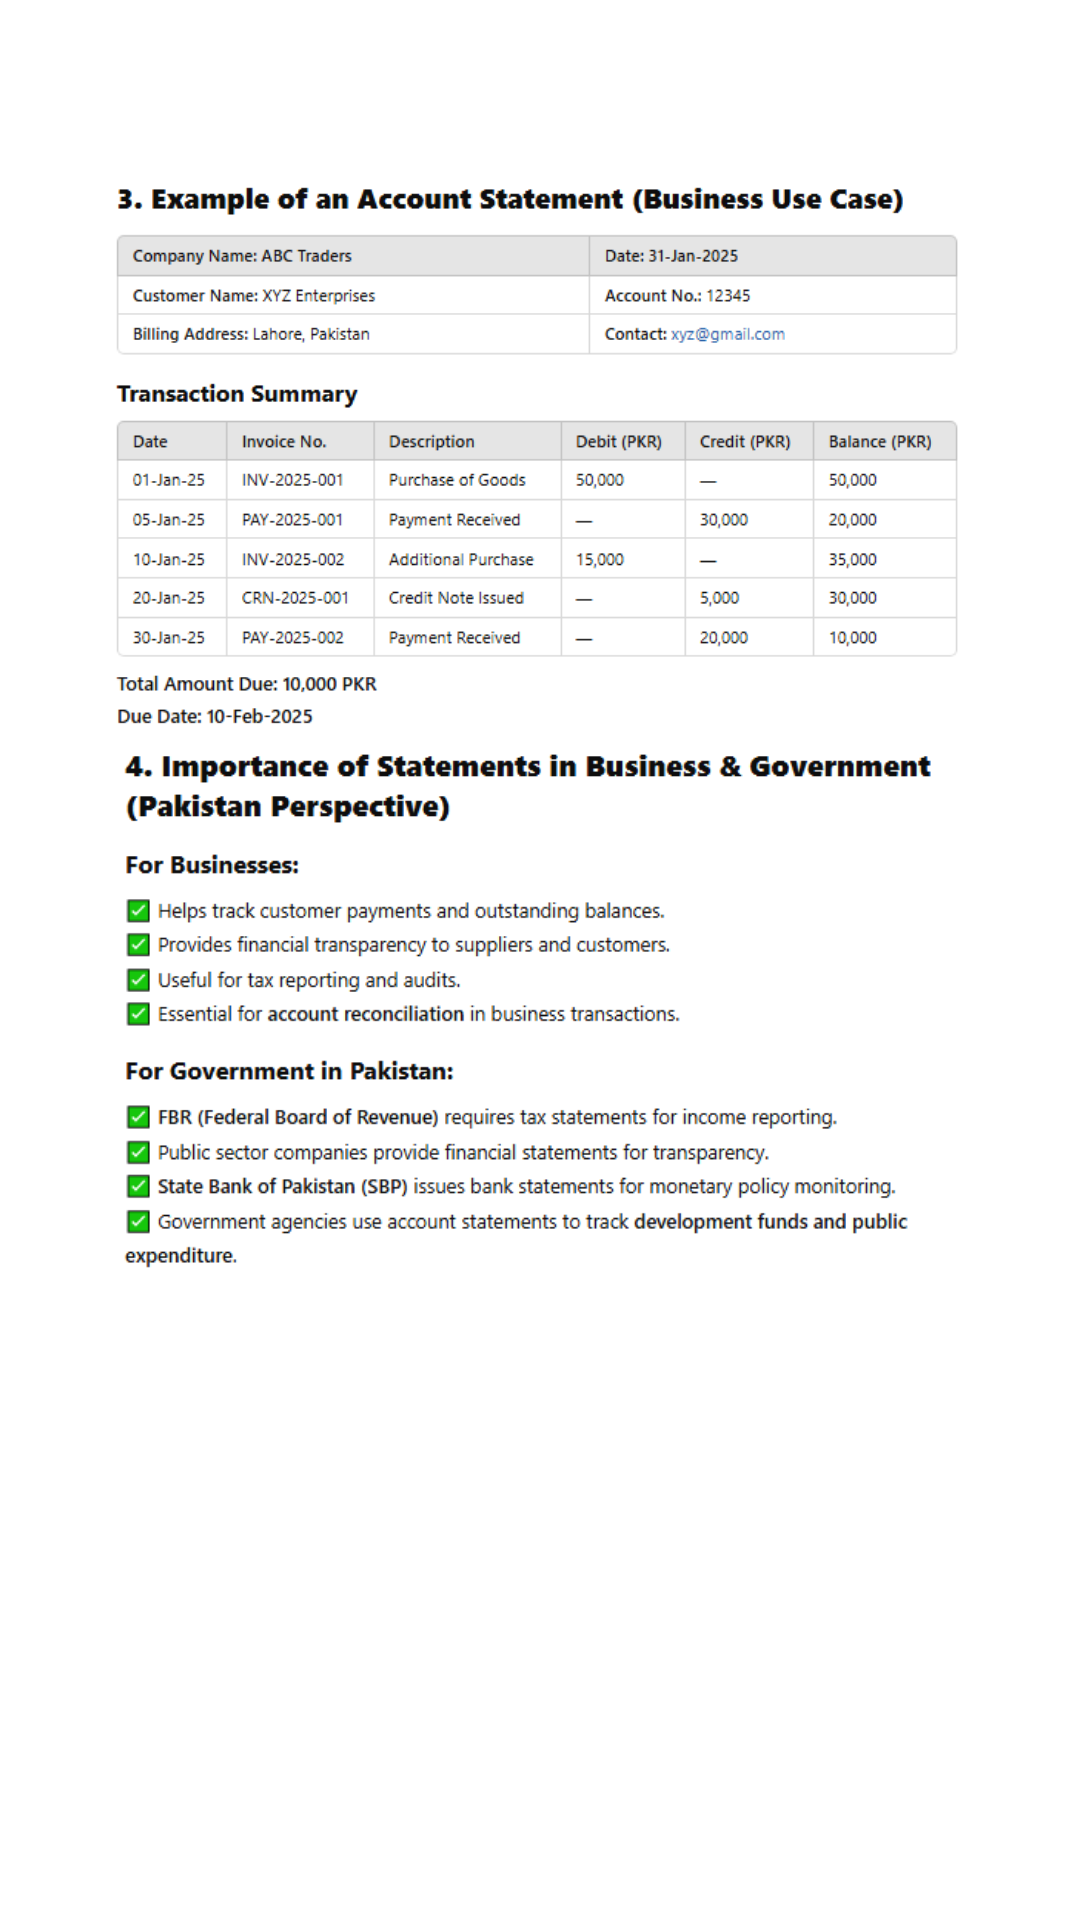 3. Example of an Account Statement (Business Use Case)
Company Name: ABC Traders Date: 31-Jan-2025
Customer Name: XYZ Enterprises Account No.: 12345
Billing Address: Lahore, Pakistan Contact: xyz@gmail.com
Transaction Summary
Date Invoice No. Description Debit (PKR) Credit (PKR) Balance (PKR)
01-Jan-25 INV-2025-001 Purchase of Goods 50,000 — 50,000
05-Jan-25 PAY-2025-001 Payment Received — 30,000 20,000
10-Jan-25 INV-2025-002 Additional Purchase 15,000 — 35,000
20-Jan-25 CRN-2025-001 Credit Note Issued — 5,000 30,000
30-Jan-25 PAY-2025-002 Payment Received — 20,000 10,000
Total Amount Due: 10,000 PKR
Due Date: 10-Feb-2025
4. Importance of Statements in Business & Government
(Pakistan Perspective)
For Businesses:
✅ Helps track customer payments and outstanding balances.
✅ Provides financial transparency to suppliers and customers.
✅ Useful for tax reporting and audits.
✅ Essential for account reconciliation in business transactions.
For Government in Pakistan:
✅ FBR (Federal Board of Revenue) requires tax statements for income reporting.
✅ Public sector companies provide financial statements for transparency.
✅ State Bank of Pakistan (SBP) issues bank statements for monetary policy monitoring.
✅ Government agencies use account statements to track development funds and public
expenditure.